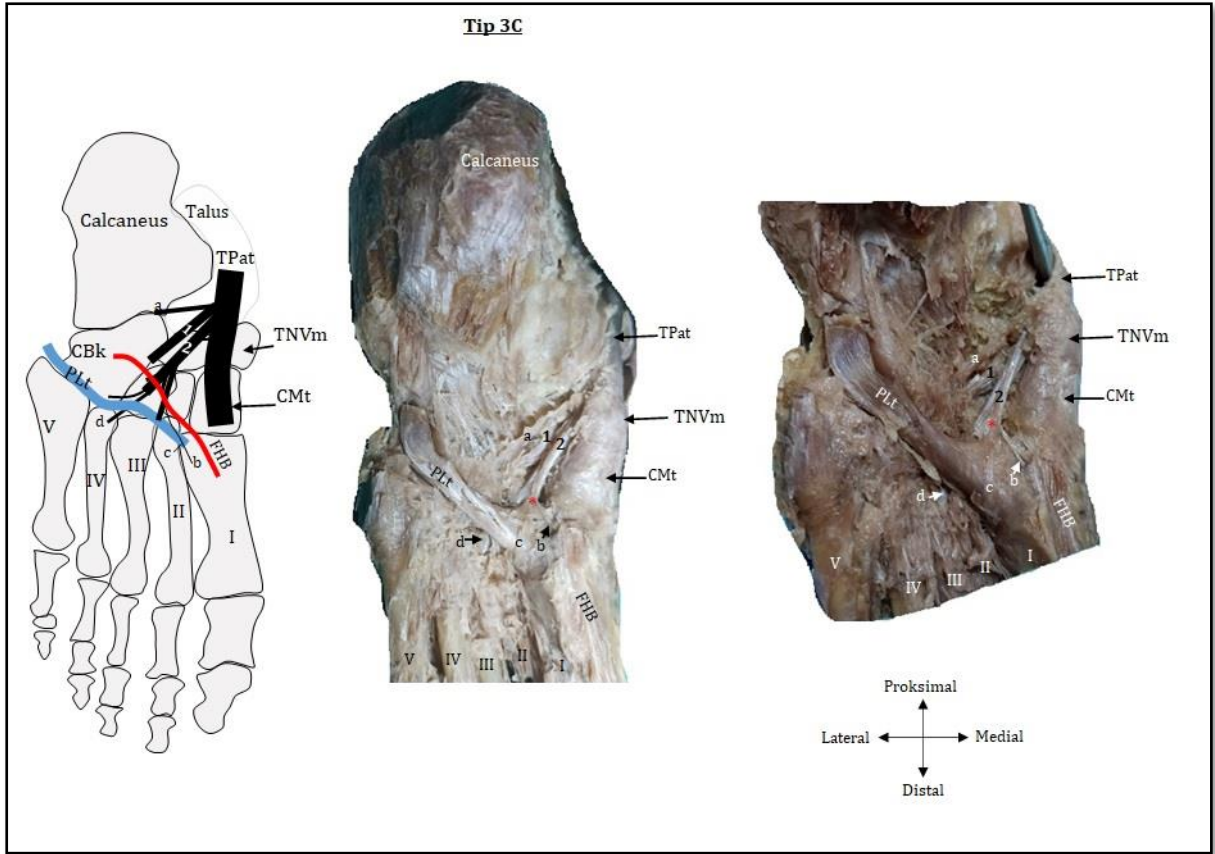 Tip 3C
Calcaneus
Talus
TPat
a
1
2
TNVm
CBk
PLt
CMt
d
V
IV
III
II
I
c
b
FHB
Calcaneus
TPat
TNVm
a
1
2
CMt
PLt
*
d
c
b
FHB
V
IV
III
II
I
TPat
TNVm
a
1
2
CMt
PLt
*
b
c
d
FHB
V
IV
III
II
I
Proksimal
Lateral
Medial
Distal